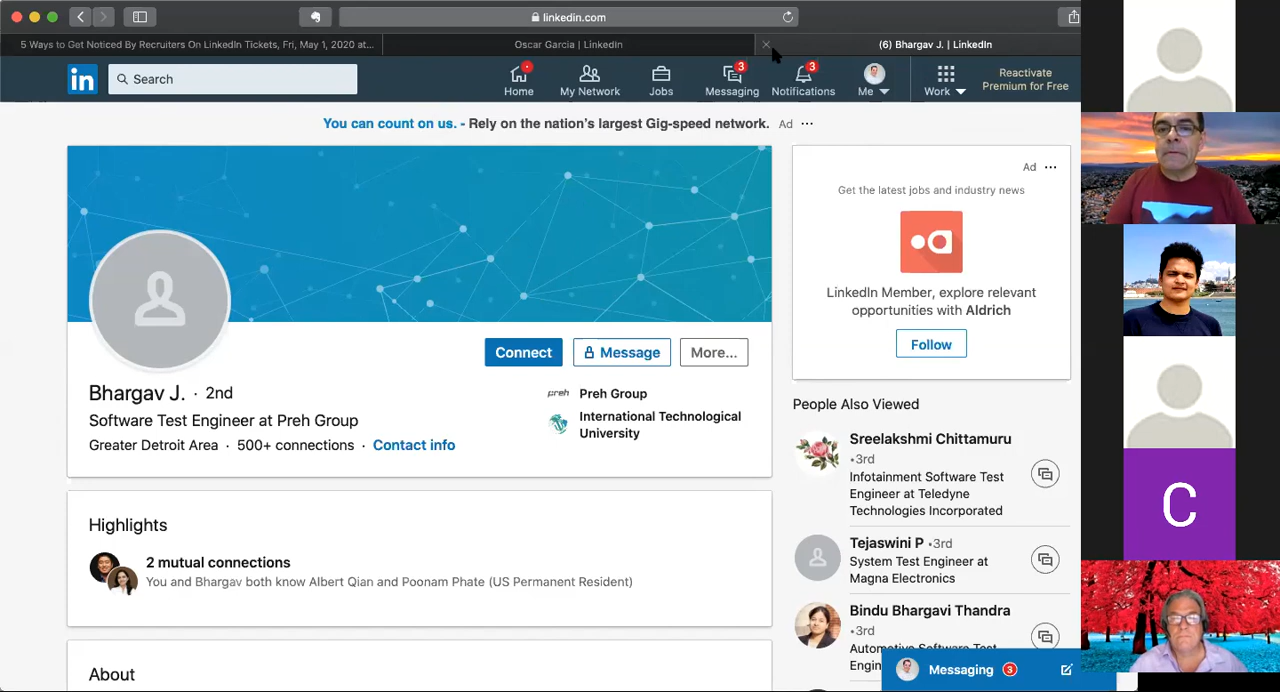 linkedin.com
5 Ways to Get Noticed By Recruiters On LinkedIn Tickets, Fri, May 1, 2020 at...
Oscar Garcia | LinkedIn
(6) Bhargav J. | LinkedIn
in
Search
3
3
Home
My Network
Jobs
Messaging
Notifications
Me
Work
Reactivate
Premium for Free
You can count on us. - Rely on the nation's largest Gig-speed network. Ad ...
Connect
Message
More...
Bhargav J. · 2nd
Software Test Engineer at Preh Group
Greater Detroit Area · 500+ connections · Contact info
preh
Preh Group
International Technological
University
Highlights
2 mutual connections
You and Bhargav both know Albert Qian and Poonam Phate (US Permanent Resident)
About
Ad ...
Get the latest jobs and industry news
a
LinkedIn Member, explore relevant
opportunities with Aldrich
Follow
People Also Viewed
Sreelakshmi Chittamuru
•3rd
Infotainment Software Test
Engineer at Teledyne
Technologies Incorporated
Tejaswini P •3rd
System Test Engineer at
Magna Electronics
Bindu Bhargavi Thandra
•3rd
Automotive Software Test
Engin
Messaging 3
C